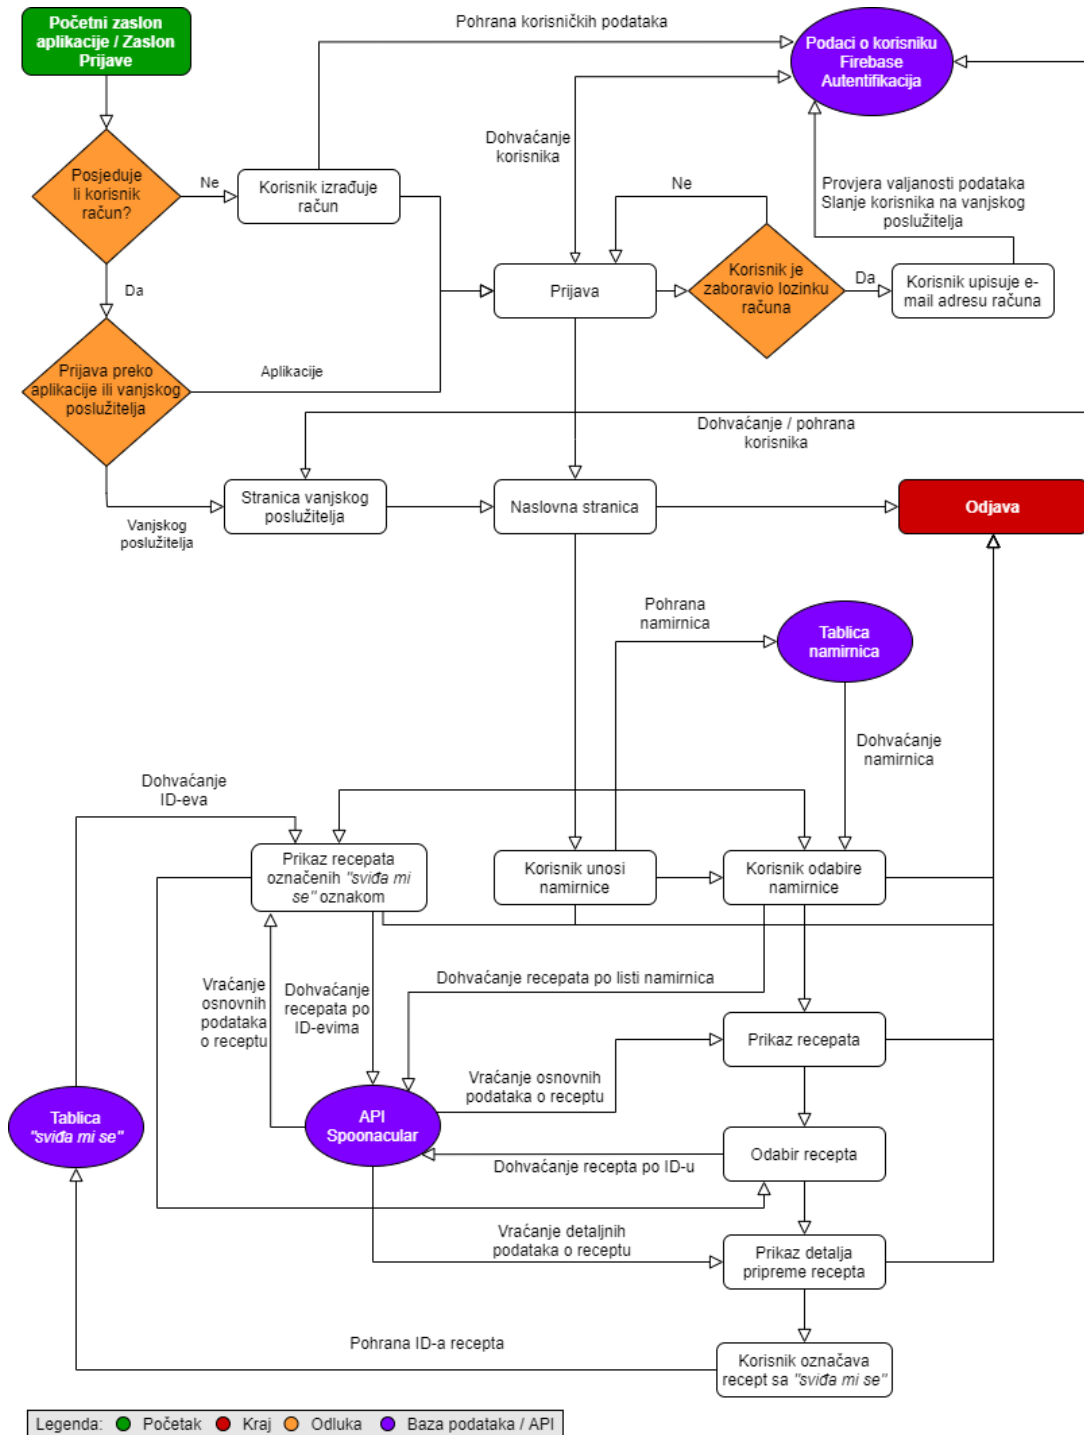 Početni zaslon
aplikacije / Zaslon
Prijave
Pohrana korisničkih podataka
Podaci o korisniku
Firebase
Autentifikacija
Dohvaćanje
korisnika
Posjeduje
li korisnik
račun?
Ne
Korisnik izrađuje
račun
Ne
Provjera valjanosti podataka
Slanje korisnika na vanjskog
poslužitelja
Da
Prijava
Korisnik je
zaboravio lozinku
računa
Da
Korisnik upisuje e-
mail adresu računa
Prijava preko
aplikacije ili vanjskog
poslužitelja
Aplikacije
Dohvaćanje / pohrana
korisnika
Vanjskog
poslužitelja
Stranica vanjskog
poslužitelja
Naslovna stranica
Odjava
Pohrana
namirnica
Tablica
namirnica
Dohvaćanje
namirnica
Dohvaćanje
ID-eva
Prikaz recepata
označenih "sviđa mi
se" oznakom
Korisnik unosi
namirnice
Korisnik odabire
namirnice
Vraćanje
osnovnih
podataka
o receptu
Dohvaćanje
recepata po
ID-evima
Dohvaćanje recepata po listi namirnica
Prikaz recepata
Vraćanje osnovnih
podataka o receptu
Tablica
"sviđa mi se"
API
Spoonacular
Dohvaćanje recepta po ID-u
Odabir recepta
Vraćanje detaljnih
podataka o receptu
Prikaz detalja
pripreme recepta
Pohrana ID-a recepta
Korisnik označava
recept sa "sviđa mi se"
Legenda: Početak Kraj Odluka Baza podataka / API